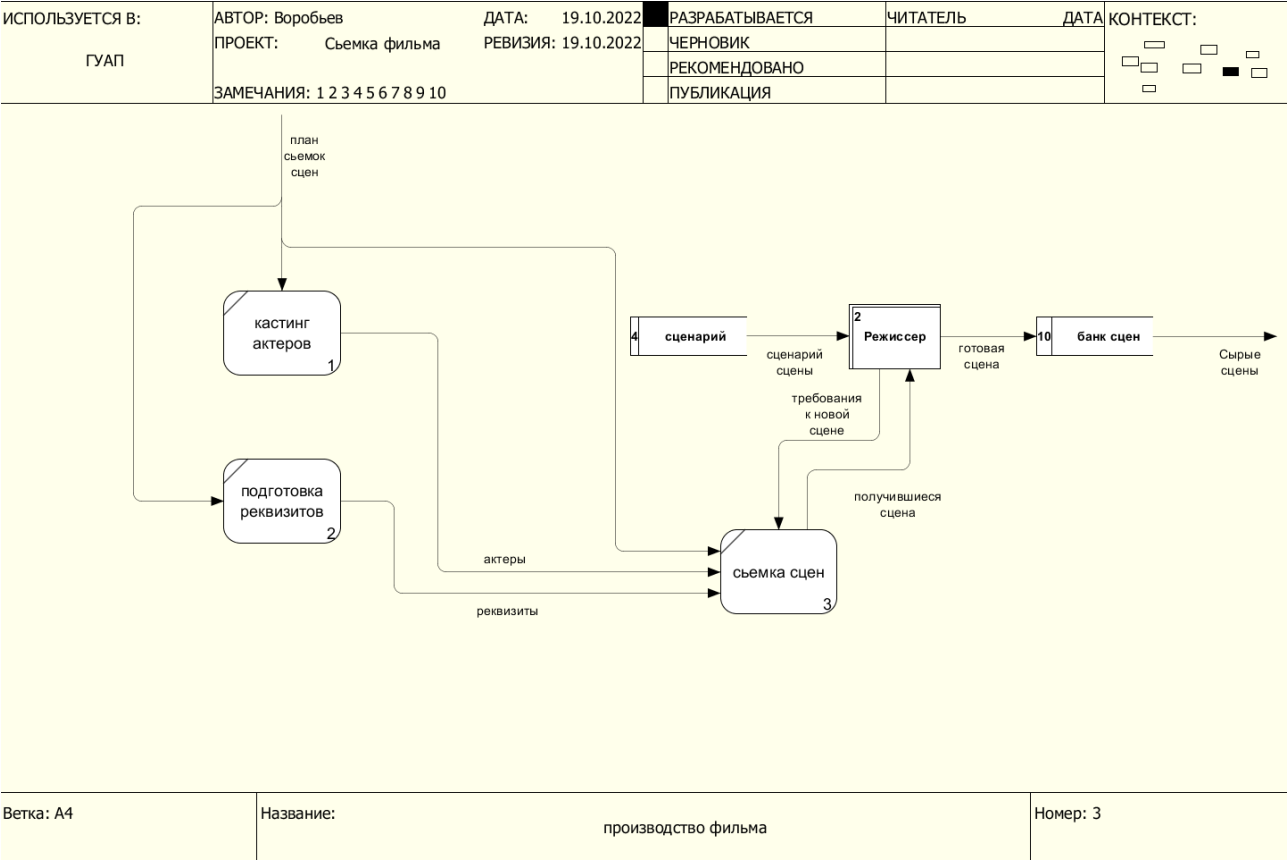 ИСПОЛЬЗУЕТСЯ В:
ГУАП
АВТОР: Воробьев
ДАТА: 19.10.2022
ПРОЕКТ: Сьемка фильма
РЕВИЗИЯ: 19.10.2022
ЗАМЕЧАНИЯ: 1 2 3 4 5 6 7 8 9 10
РАЗРАБАТЫВАЕТСЯ
ЧЕРНОВИК
РЕКОМЕНДОВАНО
ПУБЛИКАЦИЯ
ЧИТАТЕЛЬ
ДАТА
КОНТЕКСТ:
план
сьемок
сцен
кастинг
актеров
1
4
сценарий
сценарий
сцены
2
Режиссер
готовая
сцена
10
банк сцен
Сырые
сцены
требования
к новой
сцене
подготовка
реквизитов
2
получившиеся
сцена
актеры
реквизиты
сьемка сцен
3
Ветка: A4
Название:
производство фильма
Номер: 3